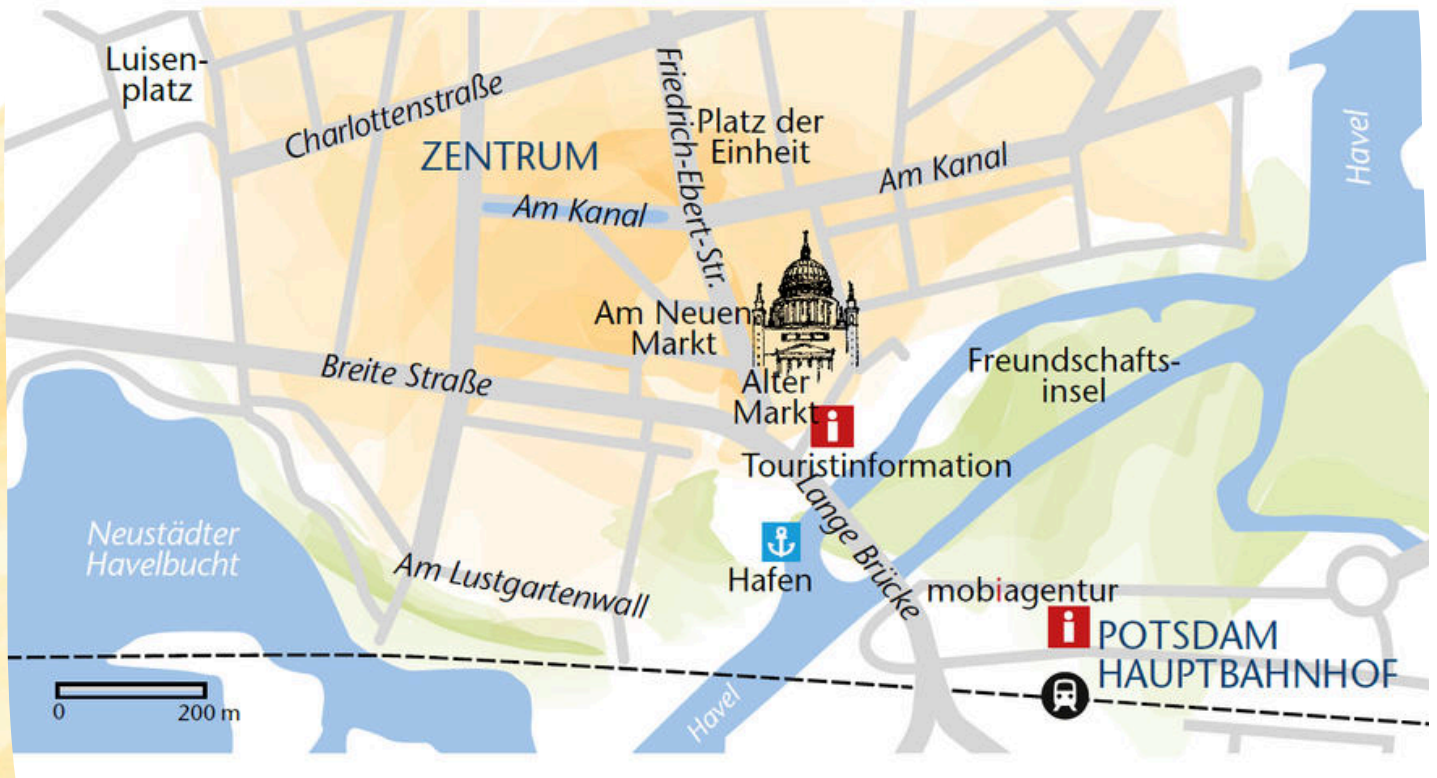 Luisen-
platz
Charlottenstraße
Friedrich-Ebert-Str.
Platz der
Einheit
ZENTRUM
Am Kanal
Am Kanal
Havel
Am Neuen
Markt
Breite Straße
Alter
Markt
i
Touristinformation
Freundschafts-
insel
Lange Brücke
Neustädter
Havelbucht
Am Lustgartenwall
Hafen
mobiagentur
i
POTSDAM
HAUPTBAHNHOF
Havel
0 200 m